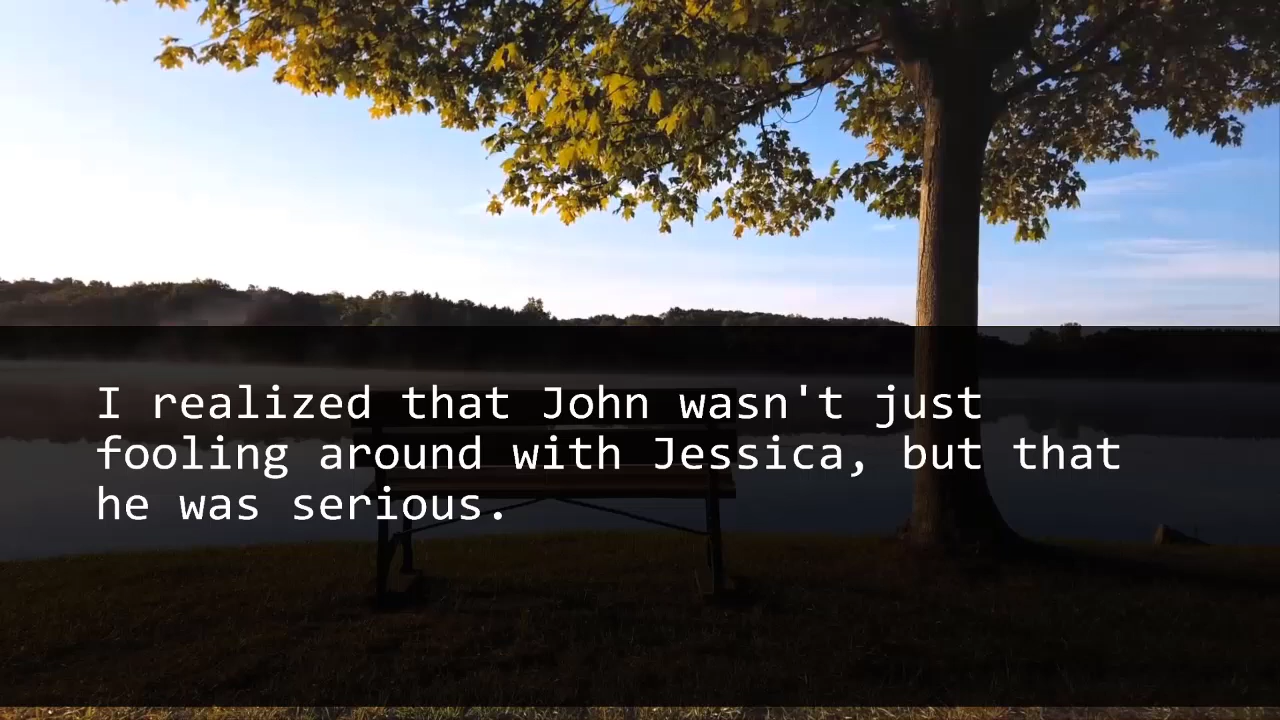 I realized that John wasn't just
fooling around with Jessica, but that
he was serious.